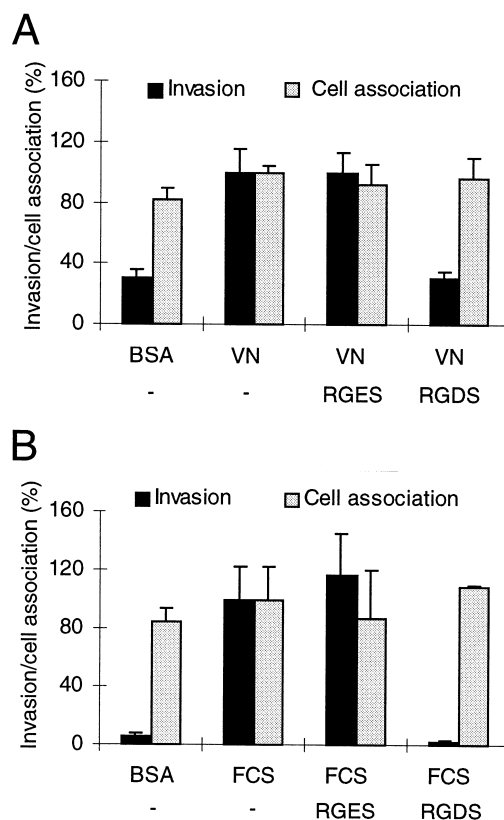 A
Invasion/cell association (%)
160
120
80
40
0
Invasion Cell association
BSA VN VN VN
- - RGES RGDS
B
Invasion/cell association (%)
160
120
80
40
0
Invasion Cell association
BSA FCS FCS FCS
- - RGES RGDS